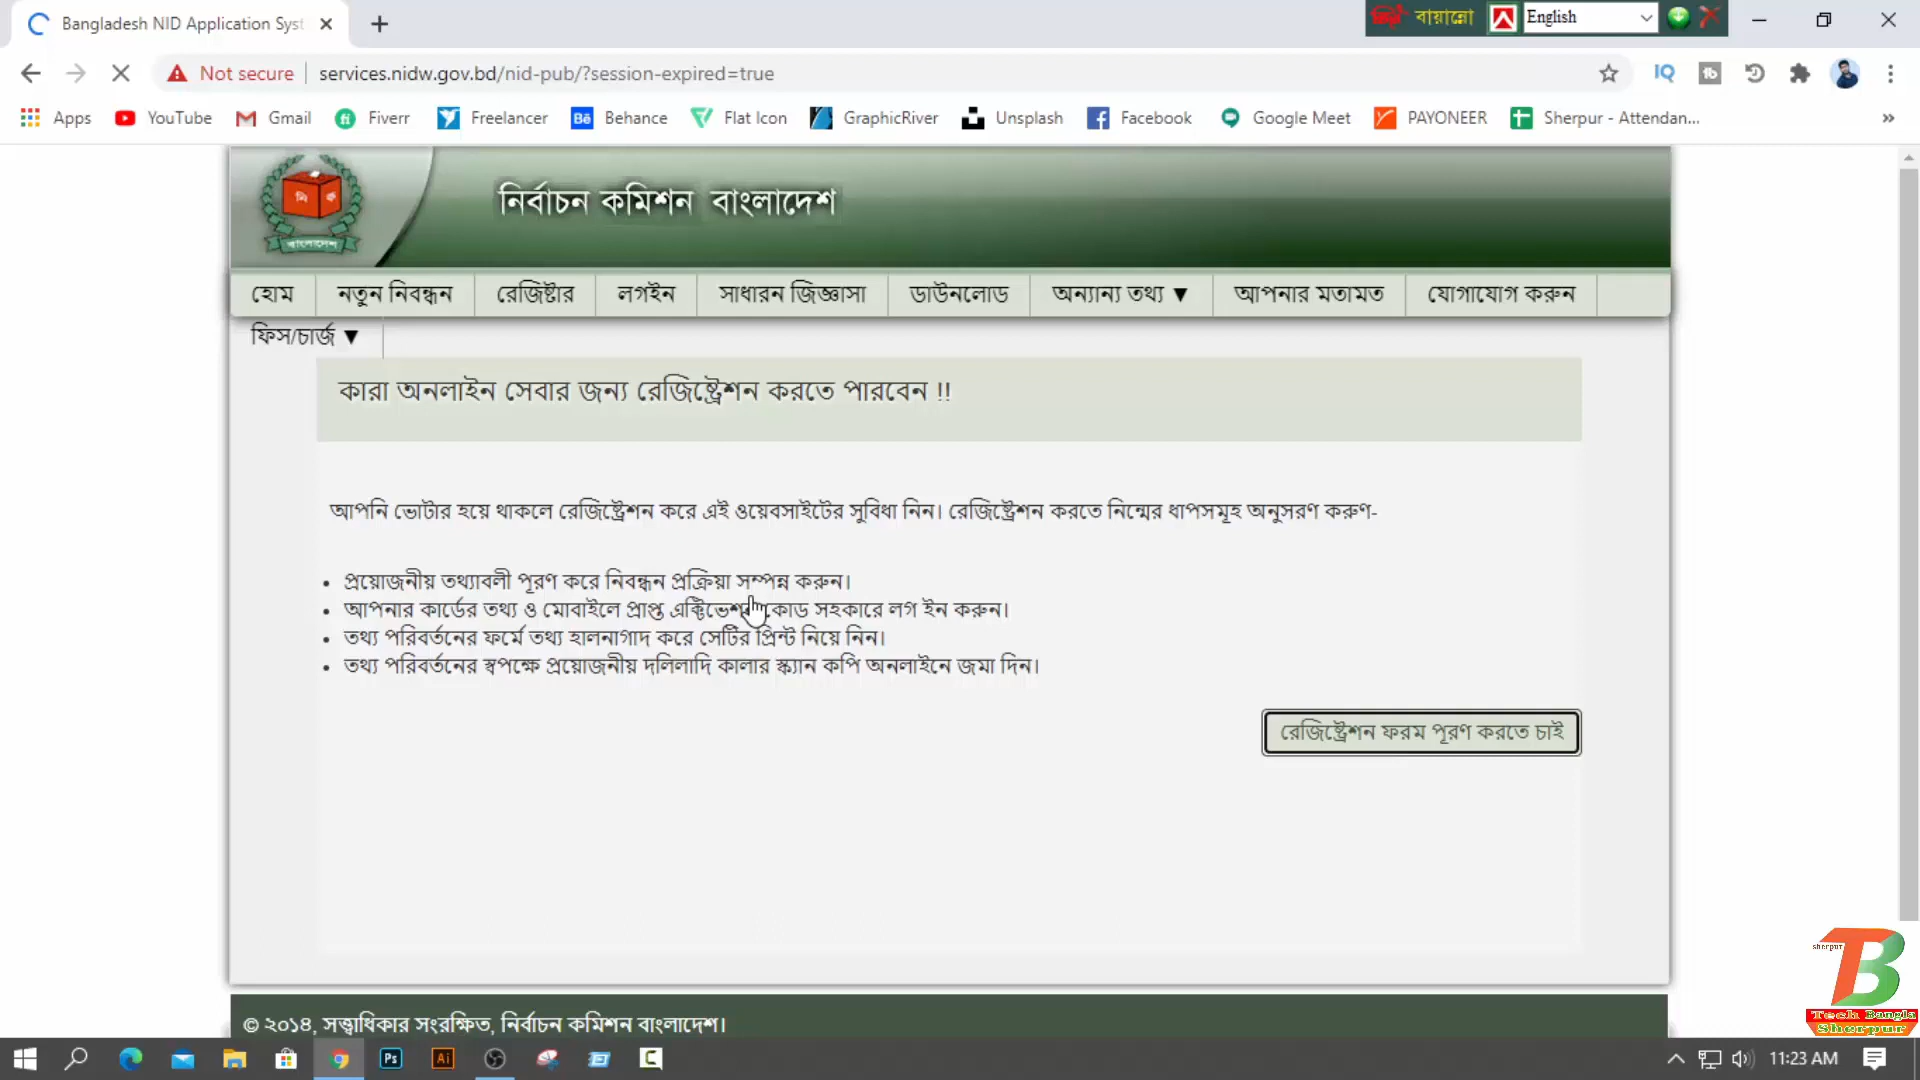 Bangladesh NID Application Syst
বায়ান্নো
English
Not secure
services.nidw.gov.bd/nid-pub/?session-expired=true
Apps YouTube Gmail Fiverr Freelancer Behance Flat Icon GraphicRiver Unsplash Facebook Google Meet PAYONEER Sherpur - Attendan...
নির্বাচন কমিশন বাংলাদেশ
বাংলাদেশ
হোম নতুন নিবন্ধন রেজিষ্টার লগইন সাধারন জিজ্ঞাসা ডাউনলোড অন্যান্য তথ্য ▼ আপনার মতামত যোগাযোগ করুন
ফিস/চার্জ ▼
কারা অনলাইন সেবার জন্য রেজিষ্ট্রেশন করতে পারবেন !!
আপনি ভোটার হয়ে থাকলে রেজিষ্ট্রেশন করে এই ওয়েবসাইটের সুবিধা নিন। রেজিষ্ট্রেশন করতে নিন্মের ধাপসমূহ অনুসরণ করুণ-
• প্রয়োজনীয় তথ্যাবলী পূরণ করে নিবন্ধন প্রক্রিয়া সম্পন্ন করুন।
• আপনার কার্ডের তথ্য ও মোবাইলে প্রাপ্ত এক্টিভেশন কোড সহকারে লগ ইন করুন।
• তথ্য পরিবর্তনের ফর্মে তথ্য হালনাগাদ করে সেটির প্রিন্ট নিয়ে নিন।
• তথ্য পরিবর্তনের স্বপক্ষে প্রয়োজনীয় দলিলাদি কালার স্ক্যান কপি অনলাইনে জমা দিন।
রেজিষ্ট্রেশন ফরম পূরণ করতে চাই
© ২০১৪, সত্ত্বাধিকার সংরক্ষিত, নির্বাচন কমিশন বাংলাদেশ।
sherpur
TB
Tech Bangla
Sherpur
11:23 AM